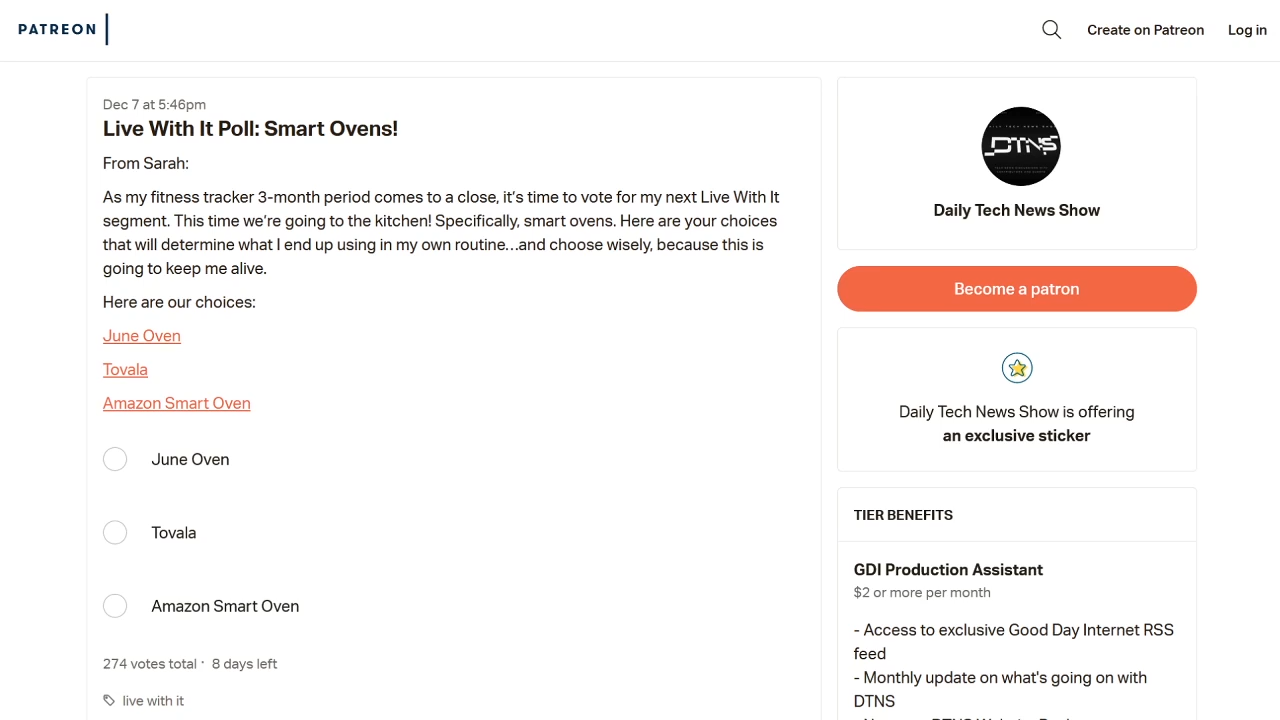 PATREON
Create on Patreon
Log in
Dec 7 at 5:46pm
Live With It Poll: Smart Ovens!
From Sarah:
As my fitness tracker 3-month period comes to a close, it’s time to vote for my next Live With It
segment. This time we’re going to the kitchen! Specifically, smart ovens. Here are your choices
that will determine what I end up using in my own routine…and choose wisely, because this is
going to keep me alive.
Here are our choices:
June Oven
Tovala
Amazon Smart Oven
June Oven
Tovala
Amazon Smart Oven
274 votes total · 8 days left
live with it
DTNS
Daily Tech News Show
Become a patron
Daily Tech News Show is offering
an exclusive sticker
TIER BENEFITS
GDI Production Assistant
$2 or more per month
- Access to exclusive Good Day Internet RSS
feed
- Monthly update on what's going on with
DTNS